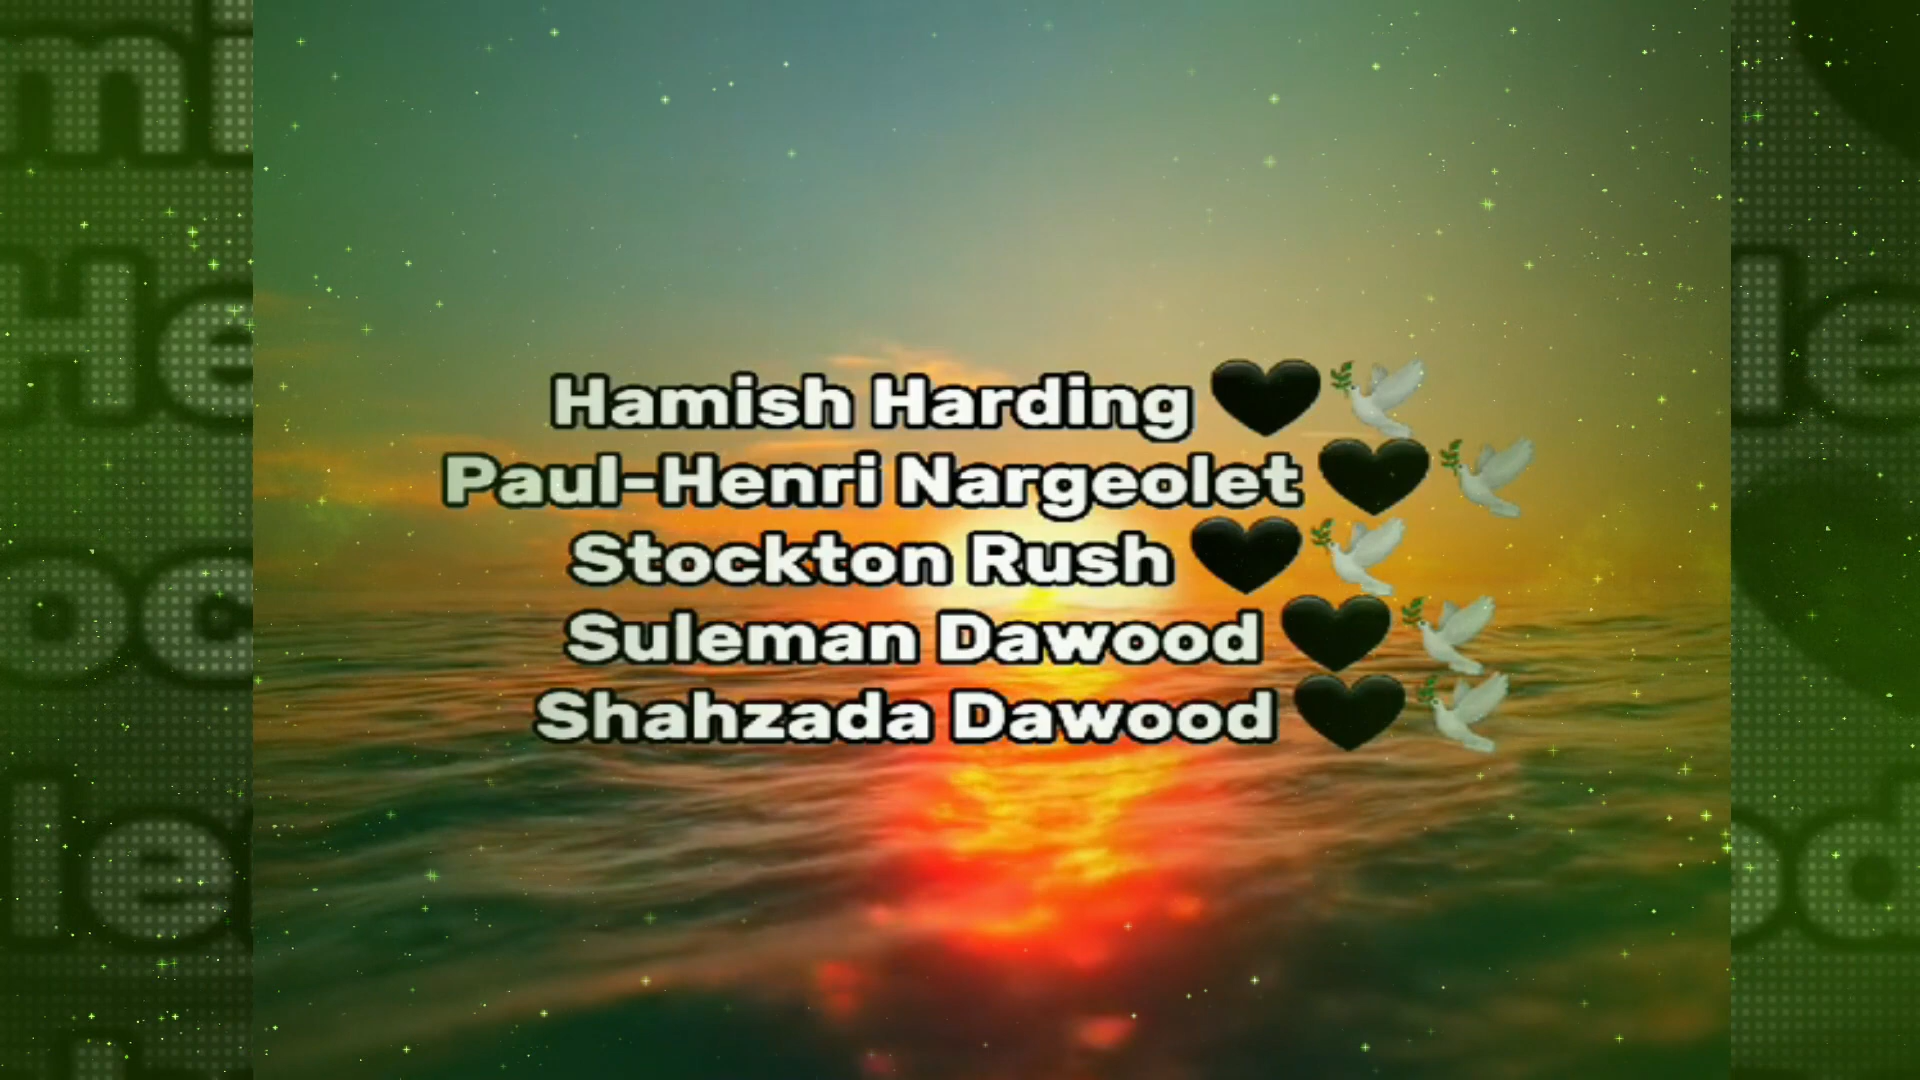 Hamish Harding 🖤🕊️
Paul-Henri Nargeolet 🖤🕊️
Stockton Rush 🖤🕊️
Suleman Dawood 🖤🕊️
Shahzada Dawood 🖤🕊️